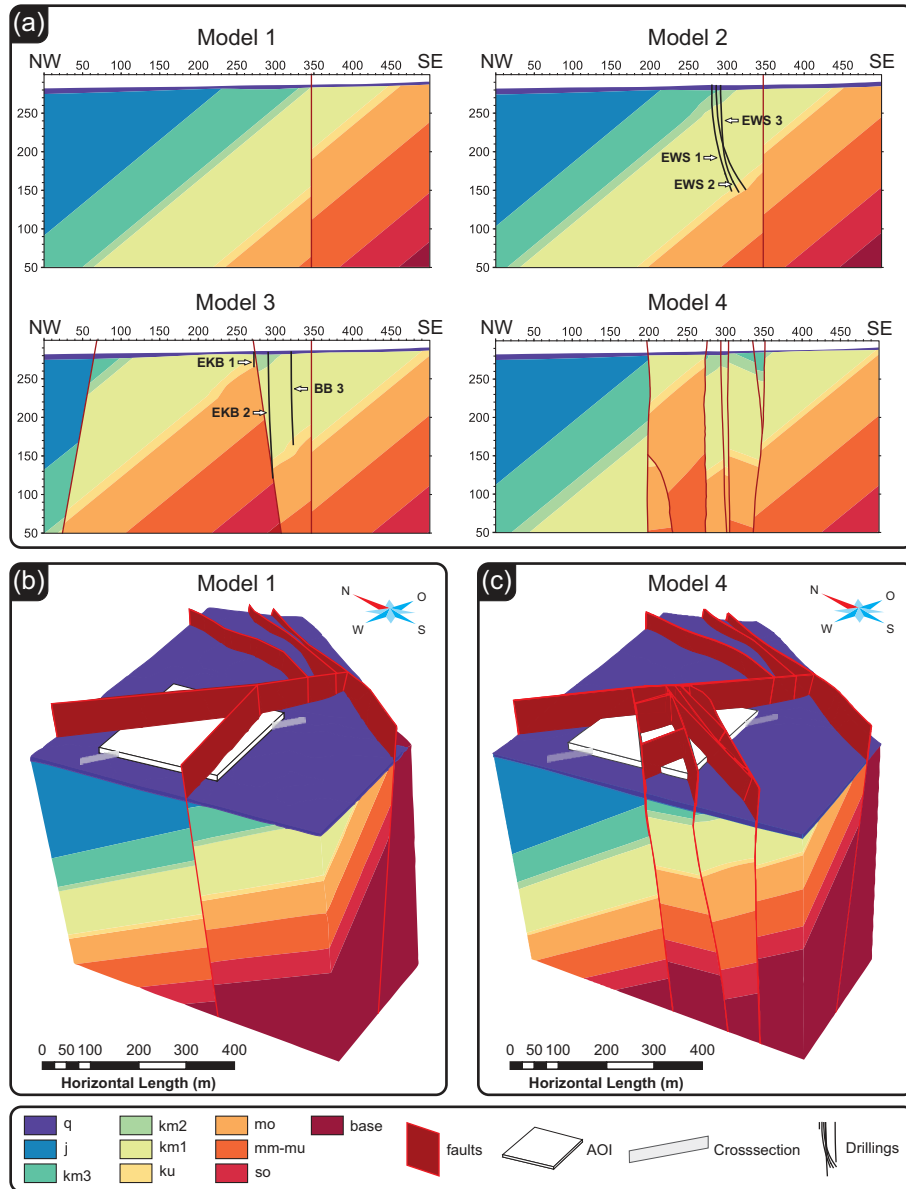 (a)
Model 1
Model 2
NW 50 100 150 200 250 300 350 400 450 SE
NW 50 100 150 200 250 300 350 400 450 SE
250
200
150
100
50
250
200
150
100
50
EWS 3
EWS 1
EWS 2
Model 3
Model 4
NW 50 100 150 200 250 300 350 400 450 SE
NW 50 100 150 200 250 300 350 400 450 SE
250
200
150
100
50
250
200
150
100
50
EKB 1
BB 3
EKB 2
(b)
Model 1
N
O
W
S
0 50 100 200 300 400
Horizontal Length (m)
(c)
Model 4
N
O
W
S
0 50 100 200 300 400
Horizontal Length (m)
q
j
km3
km2
km1
ku
mo
mm-mu
so
base
faults
AOI
Crosssection
Drillings